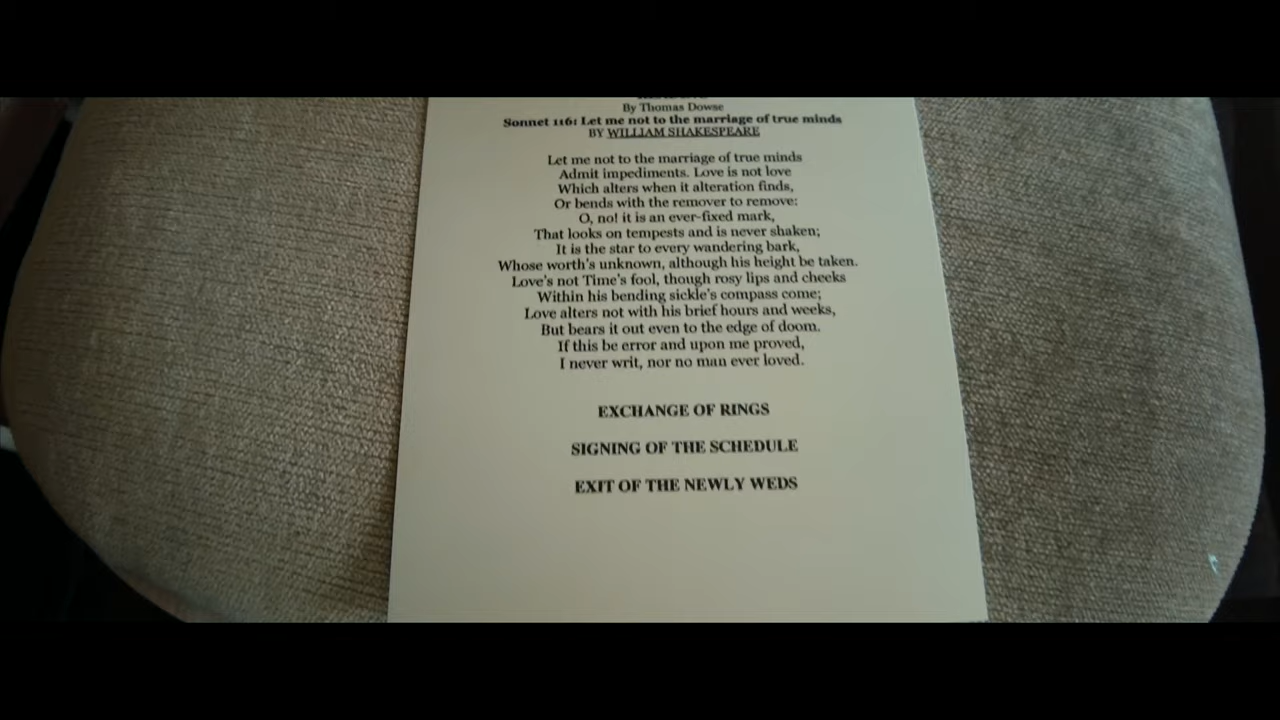 By Thomas Dowse
Sonnet 116: Let me not to the marriage of true minds
BY WILLIAM SHAKESPEARE
Let me not to the marriage of true minds
Admit impediments. Love is not love
Which alters when it alteration finds,
Or bends with the remover to remove:
O, no! it is an ever-fixed mark,
That looks on tempests and is never shaken;
It is the star to every wandering bark,
Whose worth's unknown, although his height be taken.
Love's not Time's fool, though rosy lips and cheeks
Within his bending sickle's compass come;
Love alters not with his brief hours and weeks,
But bears it out even to the edge of doom.
If this be error and upon me proved,
I never writ, nor no man ever loved.
EXCHANGE OF RINGS
SIGNING OF THE SCHEDULE
EXIT OF THE NEWLY WEDS